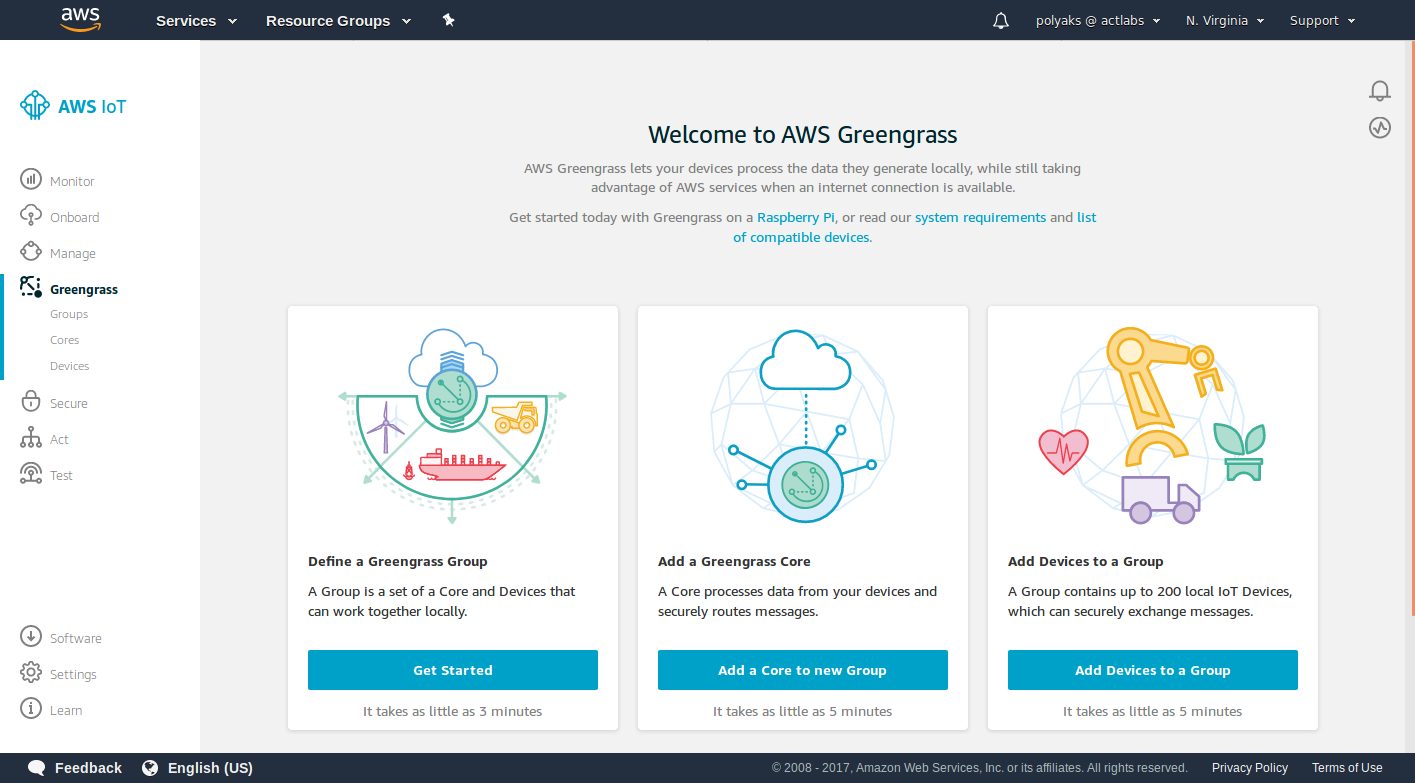 aws
Services
Resource Groups
polyaks @ actlabs
N. Virginia
Support
AWS IoT
Monitor
Onboard
Manage
Greengrass
Groups
Cores
Devices
Secure
Act
Test
Software
Settings
Learn
Welcome to AWS Greengrass
AWS Greengrass lets your devices process the data they generate locally, while still taking
advantage of AWS services when an internet connection is available.
Get started today with Greengrass on a Raspberry Pi, or read our system requirements and list
of compatible devices.
Define a Greengrass Group
A Group is a set of a Core and Devices that
can work together locally.
Get Started
It takes as little as 3 minutes
Add a Greengrass Core
A Core processes data from your devices and
securely routes messages.
Add a Core to new Group
It takes as little as 5 minutes
Add Devices to a Group
A Group contains up to 200 local IoT Devices,
which can securely exchange messages.
Add Devices to a Group
It takes as little as 5 minutes
Feedback
English (US)
© 2008 - 2017, Amazon Web Services, Inc. or its affiliates. All rights reserved.
Privacy Policy
Terms of Use